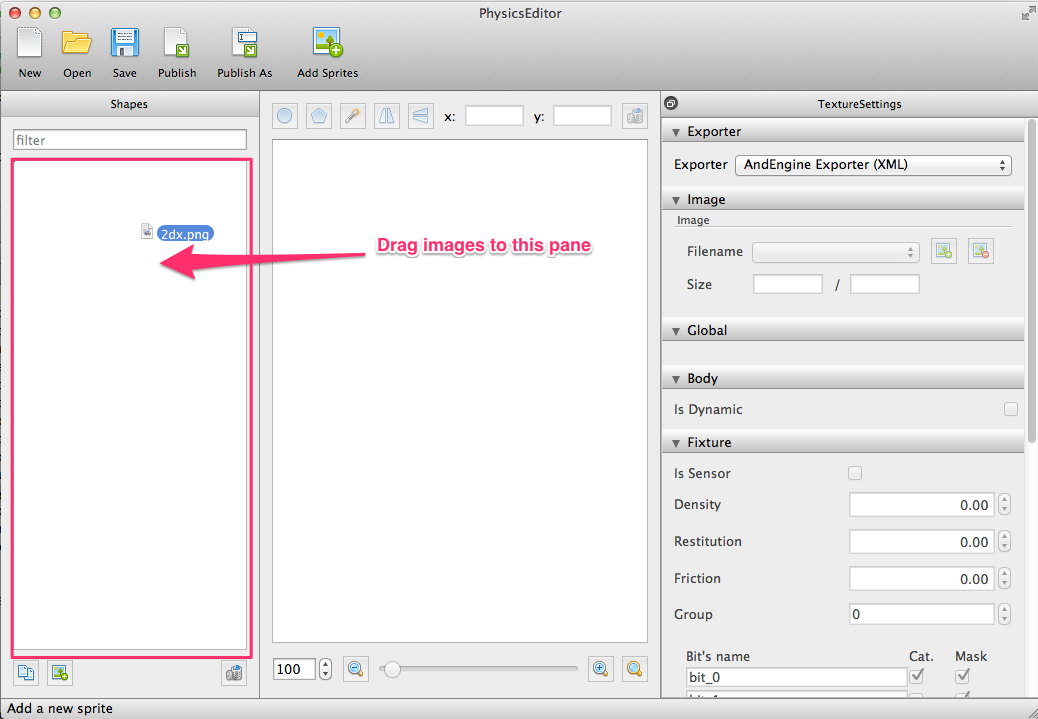 PhysicsEditor
New Open Save Publish Publish As Add Sprites
Shapes
filter
2dx.png
x:
y:
Drag images to this pane
100
TextureSettings
Exporter
Exporter AndEngine Exporter (XML)
Image
Image
Filename
Size /
Global
Body
Is Dynamic
Fixture
Is Sensor
Density 0.00
Restitution 0.00
Friction 0.00
Group 0
Bit's name Cat. Mask
bit_0
Add a new sprite